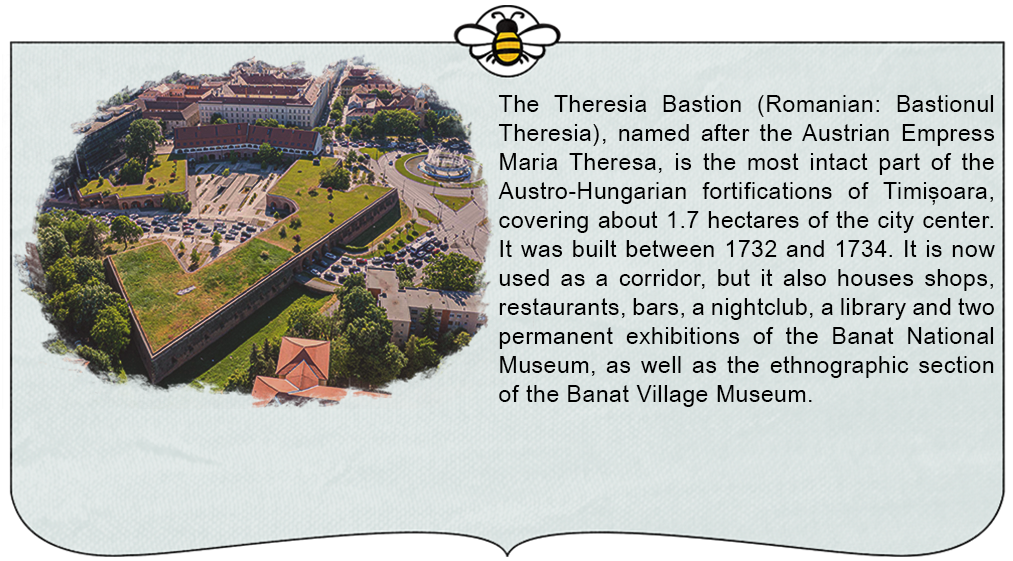 The Theresia Bastion (Romanian: Bastionul
Theresia), named after the Austrian Empress
Maria Theresa, is the most intact part of the
Austro-Hungarian fortifications of Timișoara,
covering about 1.7 hectares of the city center.
It was built between 1732 and 1734. It is now
used as a corridor, but it also houses shops,
restaurants, bars, a nightclub, a library and two
permanent exhibitions of the Banat National
Museum, as well as the ethnographic section
of the Banat Village Museum.